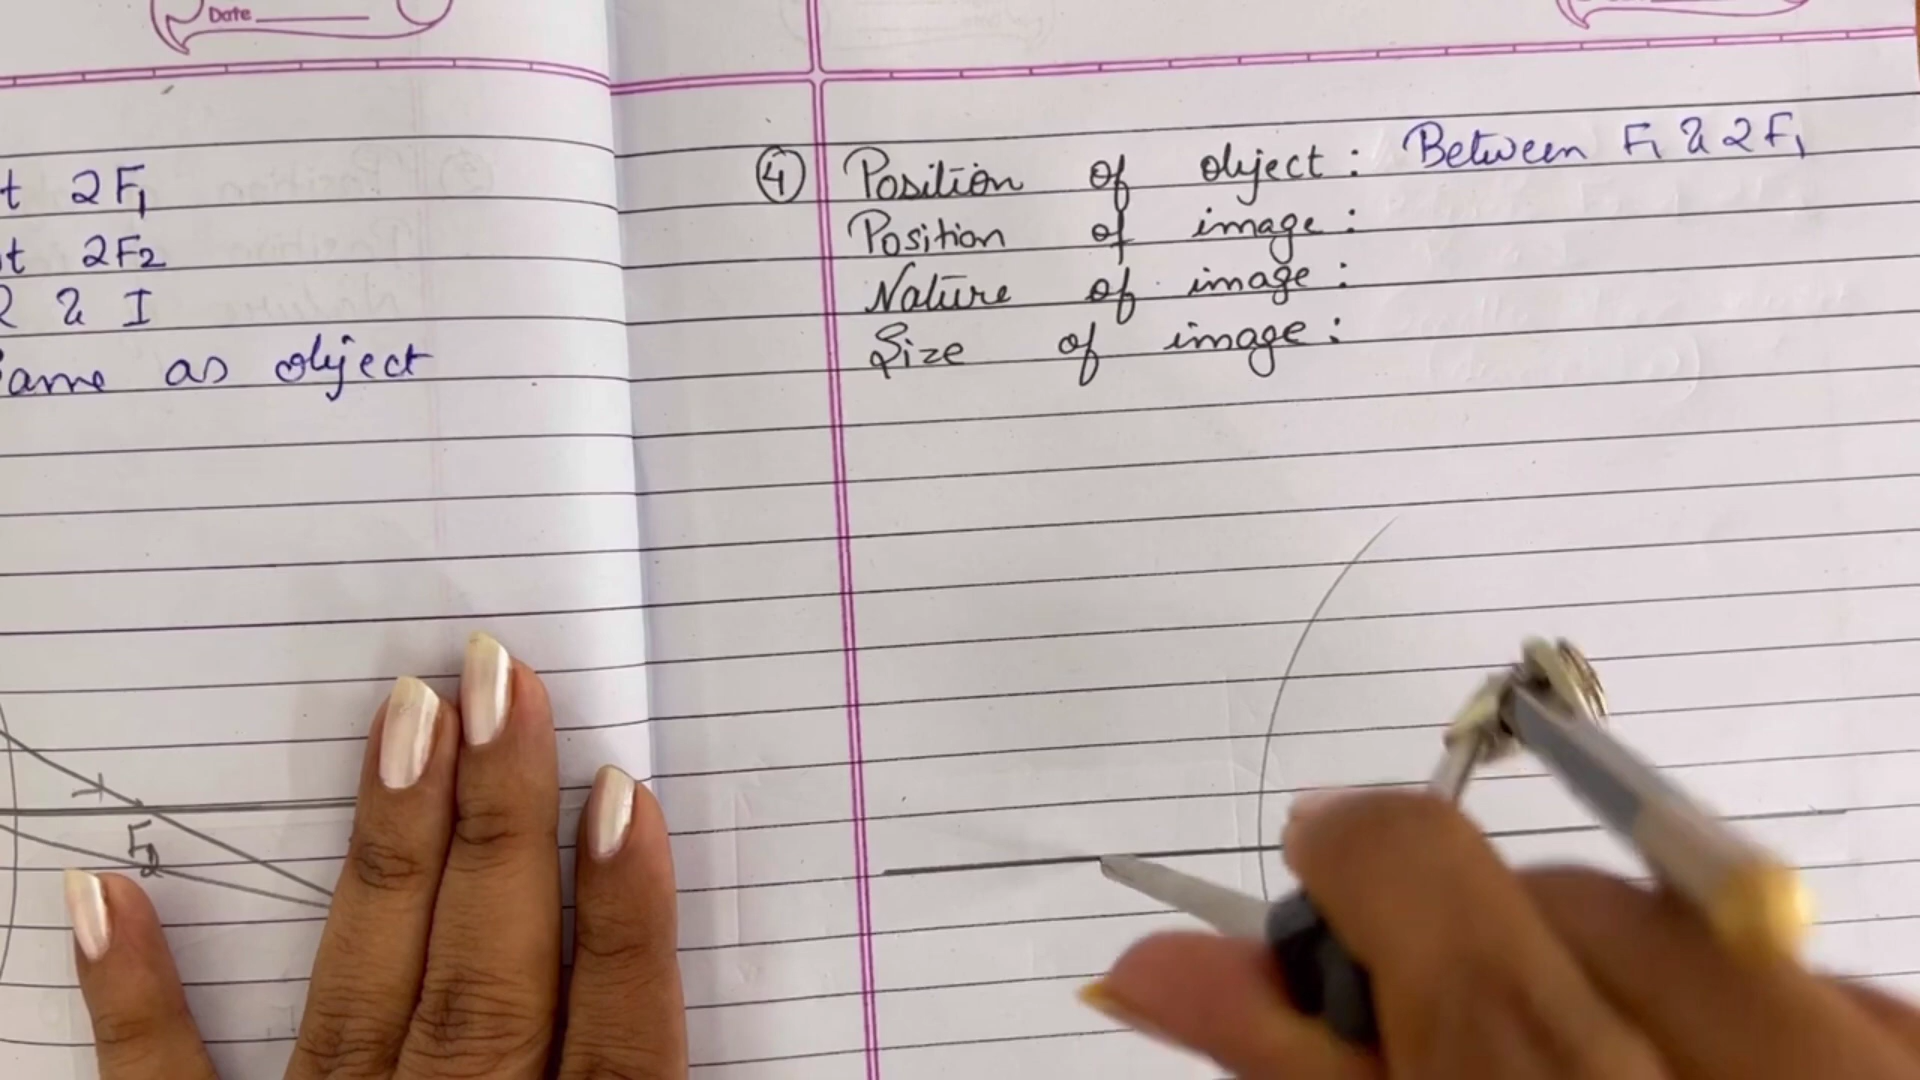 Date
t 2F1
t 2F2
R & I
ame as object
F2
④ Position of object: Between F1 & 2F1
Position of image:
Nature of image:
Size of image: